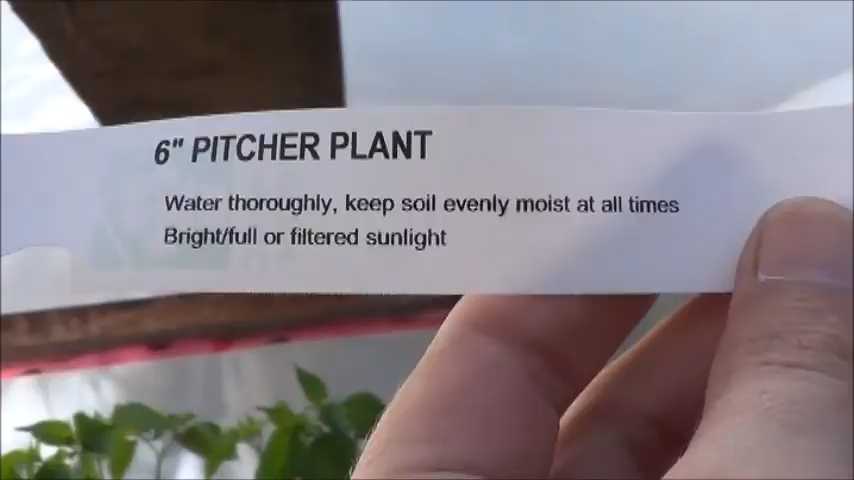 6" PITCHER PLANT
Water thoroughly, keep soil evenly moist at all times
Bright/full or filtered sunlight